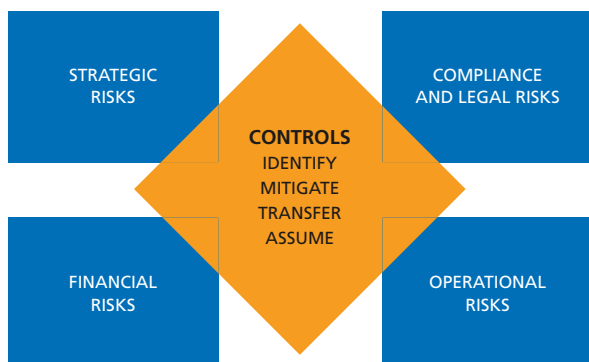 STRATEGIC
RISKS
COMPLIANCE
AND LEGAL RISKS
CONTROLS
IDENTIFY
MITIGATE
TRANSFER
ASSUME
FINANCIAL
RISKS
OPERATIONAL
RISKS